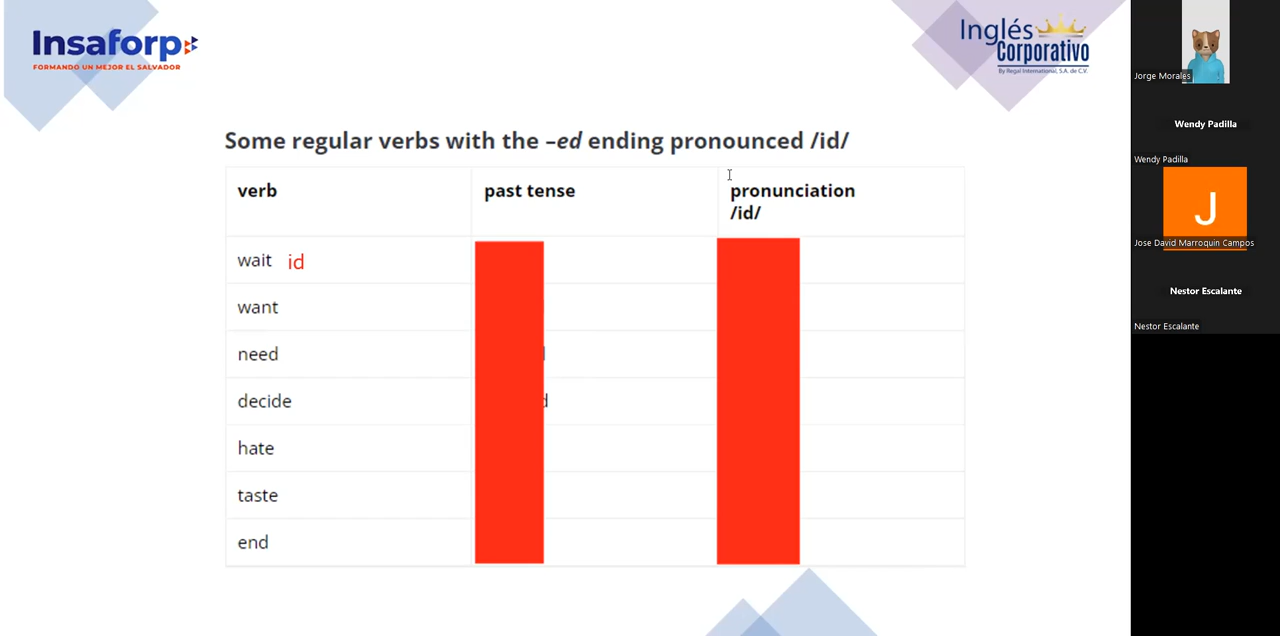 Insaforp
FORMANDO UN MEJOR EL SALVADOR
Inglés
Corporativo
By Regal International, S.A. de C.V.
Some regular verbs with the –ed ending pronounced /id/
verb past tense pronunciation
/id/
wait id
want
need
decide d
hate
taste
end
Jorge Morales
Wendy Padilla
Wendy Padilla
J
Jose David Marroquin Campos
Nestor Escalante
Nestor Escalante